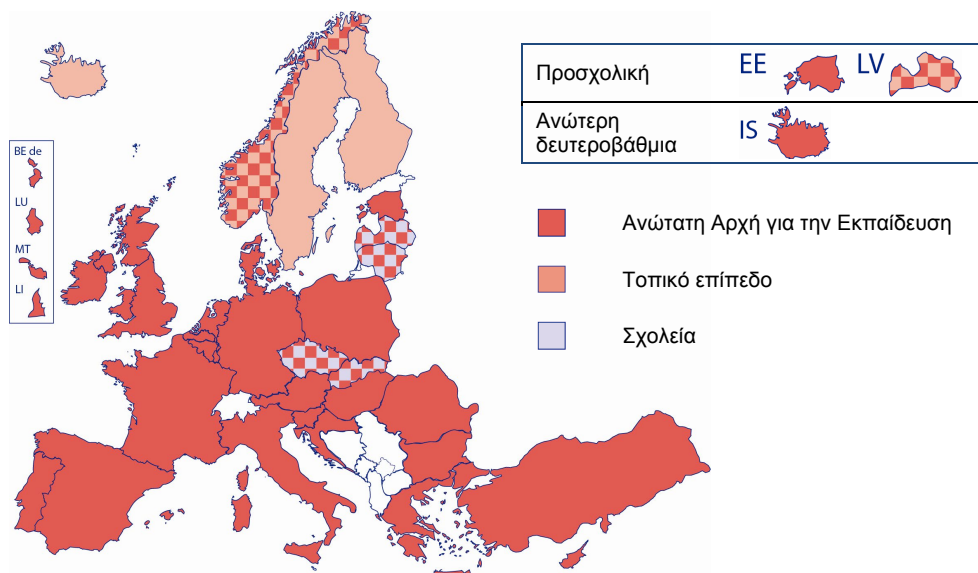 BE de
LU
MT
LI
Προσχολική EE LV
Ανώτερη
δευτεροβάθμια IS
Ανώτατη Αρχή για την Εκπαίδευση
Τοπικό επίπεδο
Σχολεία